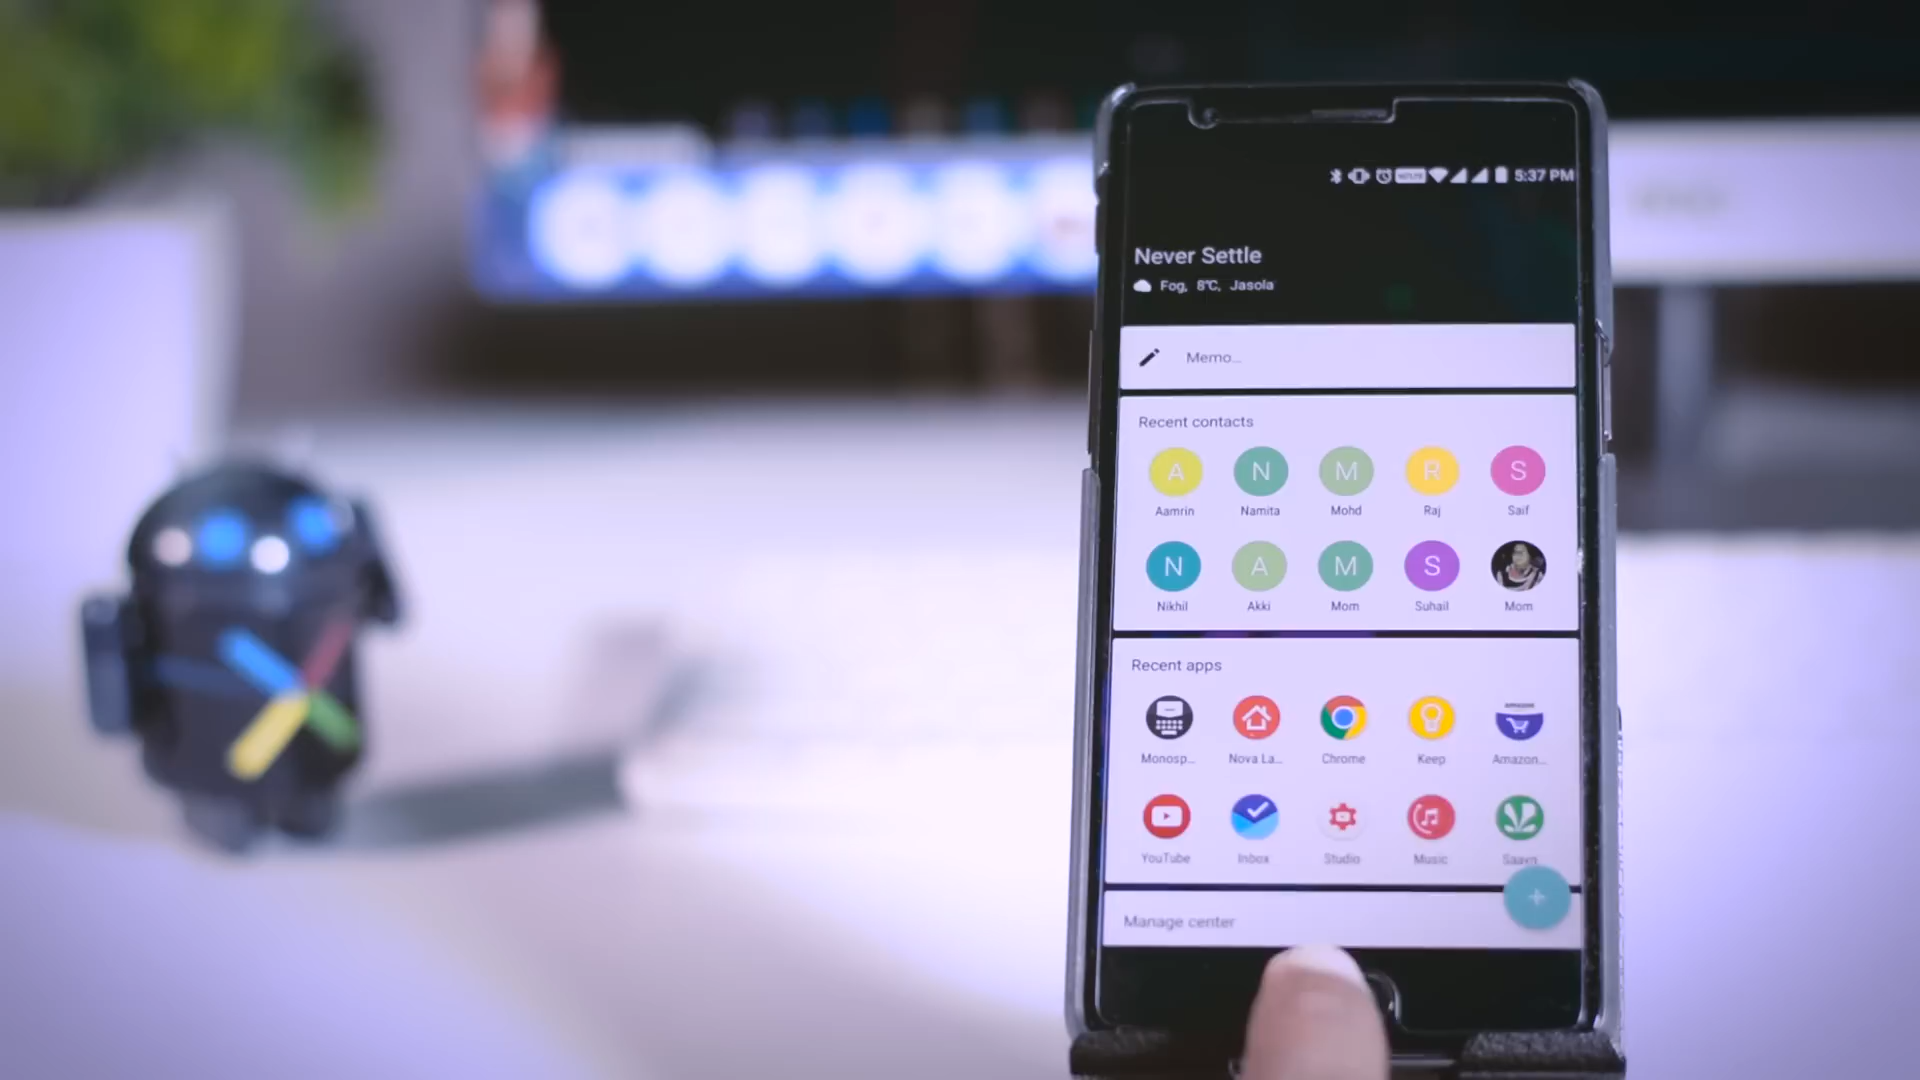 5:37 PM
Never Settle
Fog, 8°C, Jasola
Memo...
Recent contacts
A N M R S
Aamrin Namita Mohd Raj Saif
N A M S
Nikhil Akki Mom Suhail Mom
Recent apps
amazon
Monosp... Nova La... Chrome Keep Amazon...
YouTube Inbox Studio Music Saavn
Manage center